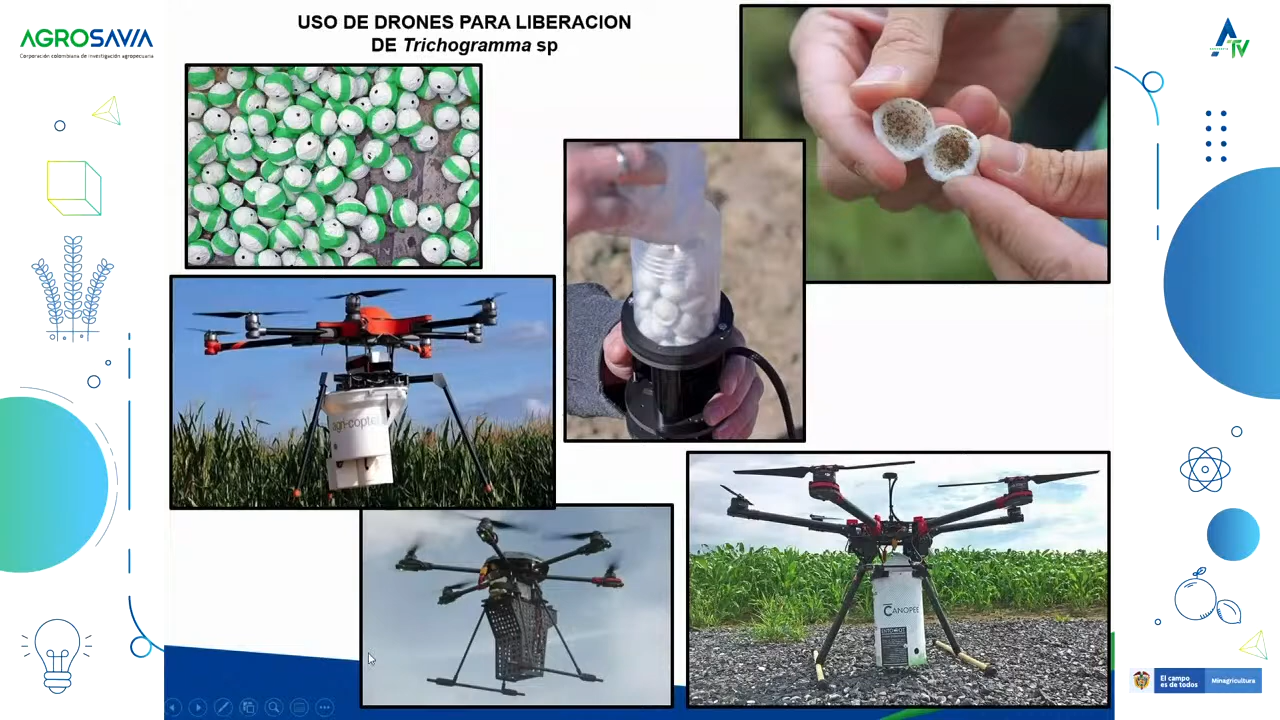 AGROSAVIA
Corporación colombiana de investigación agropecuaria
USO DE DRONES PARA LIBERACION
DE Trichogramma sp
TV
agri-copte
CANOPEE
El campo
es de todos
Minagricultura